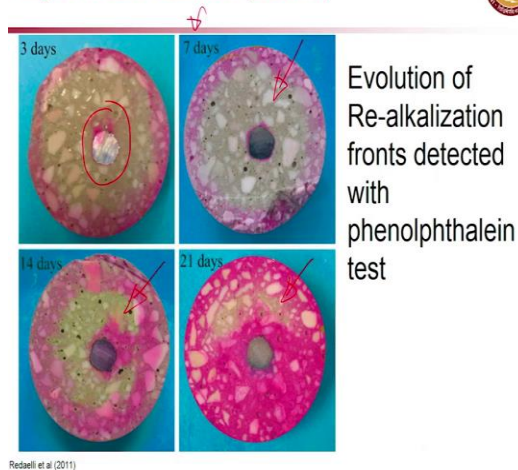 3 days
7 days
14 days
21 days
Evolution of
Re-alkalization
fronts detected
with
phenolphthalein
test
Redaelli et al (2011)